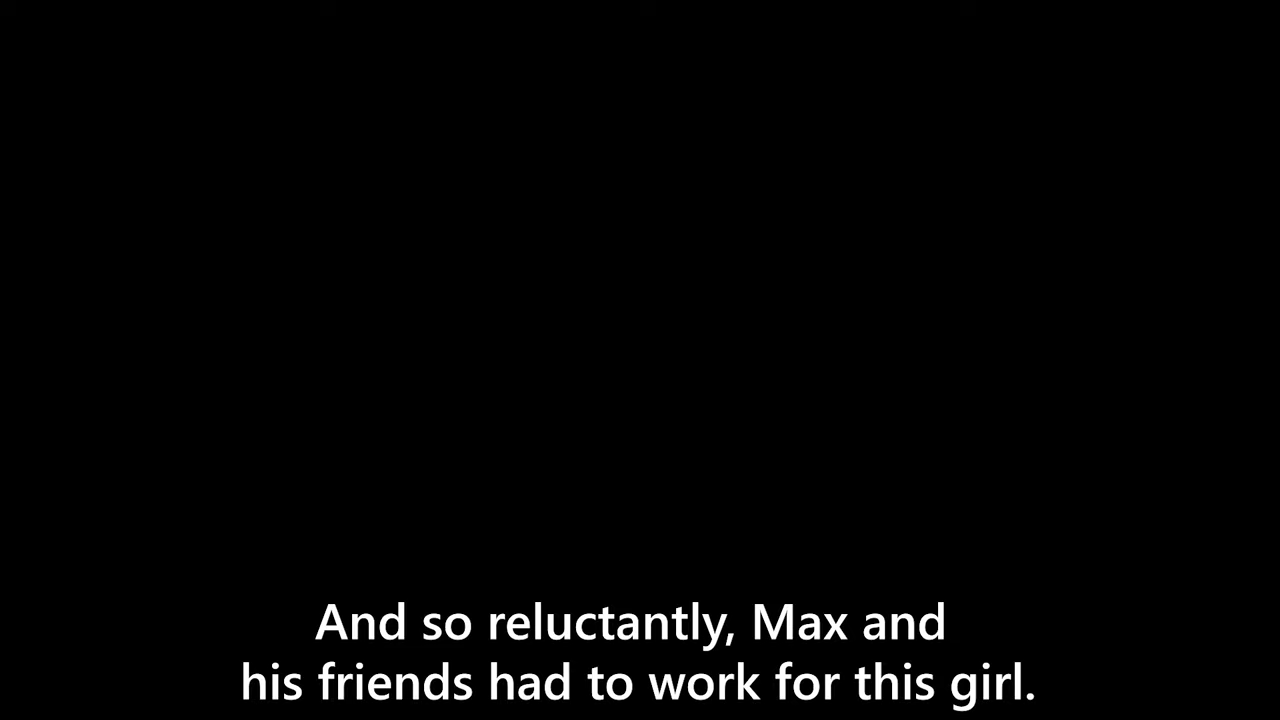 And so reluctantly, Max and
his friends had to work for this girl.